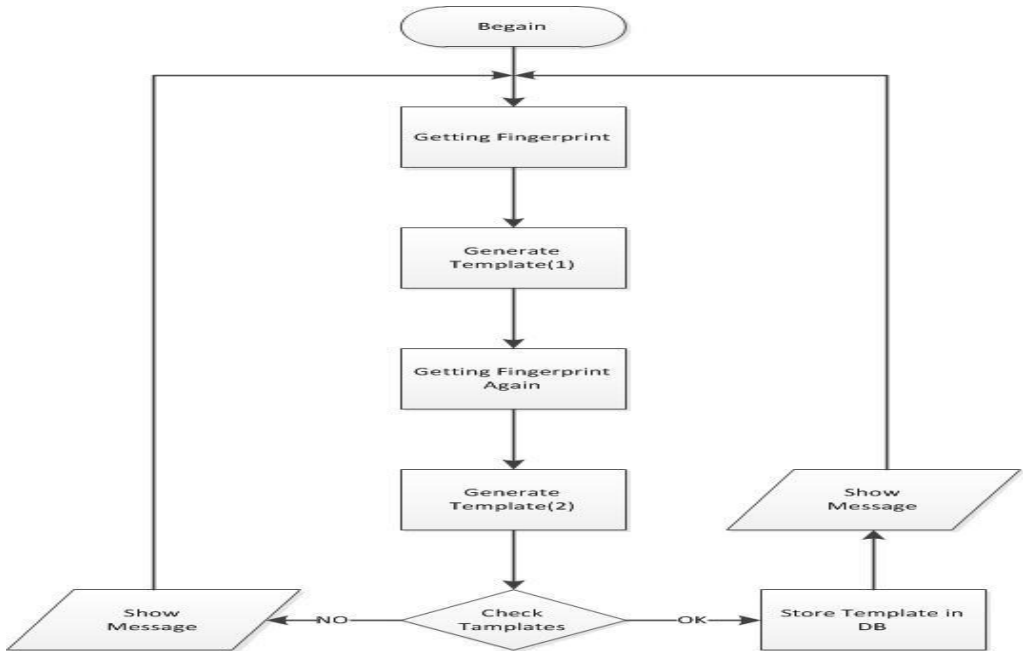 Begain
Getting Fingerprint
Generate
Template(1)
Getting Fingerprint
Again
Generate
Template(2)
Show
Message
Show
Message
NO
Check
Tamplates
OK
Store Template in
DB